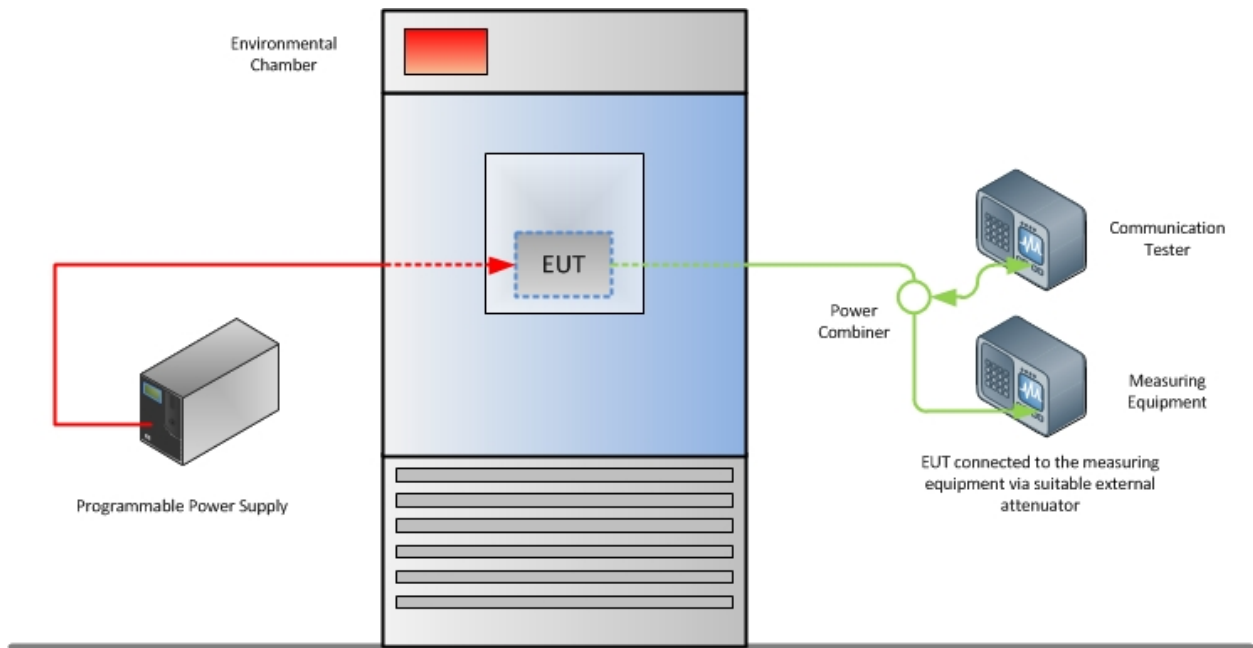 Environmental
Chamber
EUT
Communication
Tester
Power
Combiner
Measuring
Equipment
EUT connected to the measuring
equipment via suitable external
attenuator
Programmable Power Supply